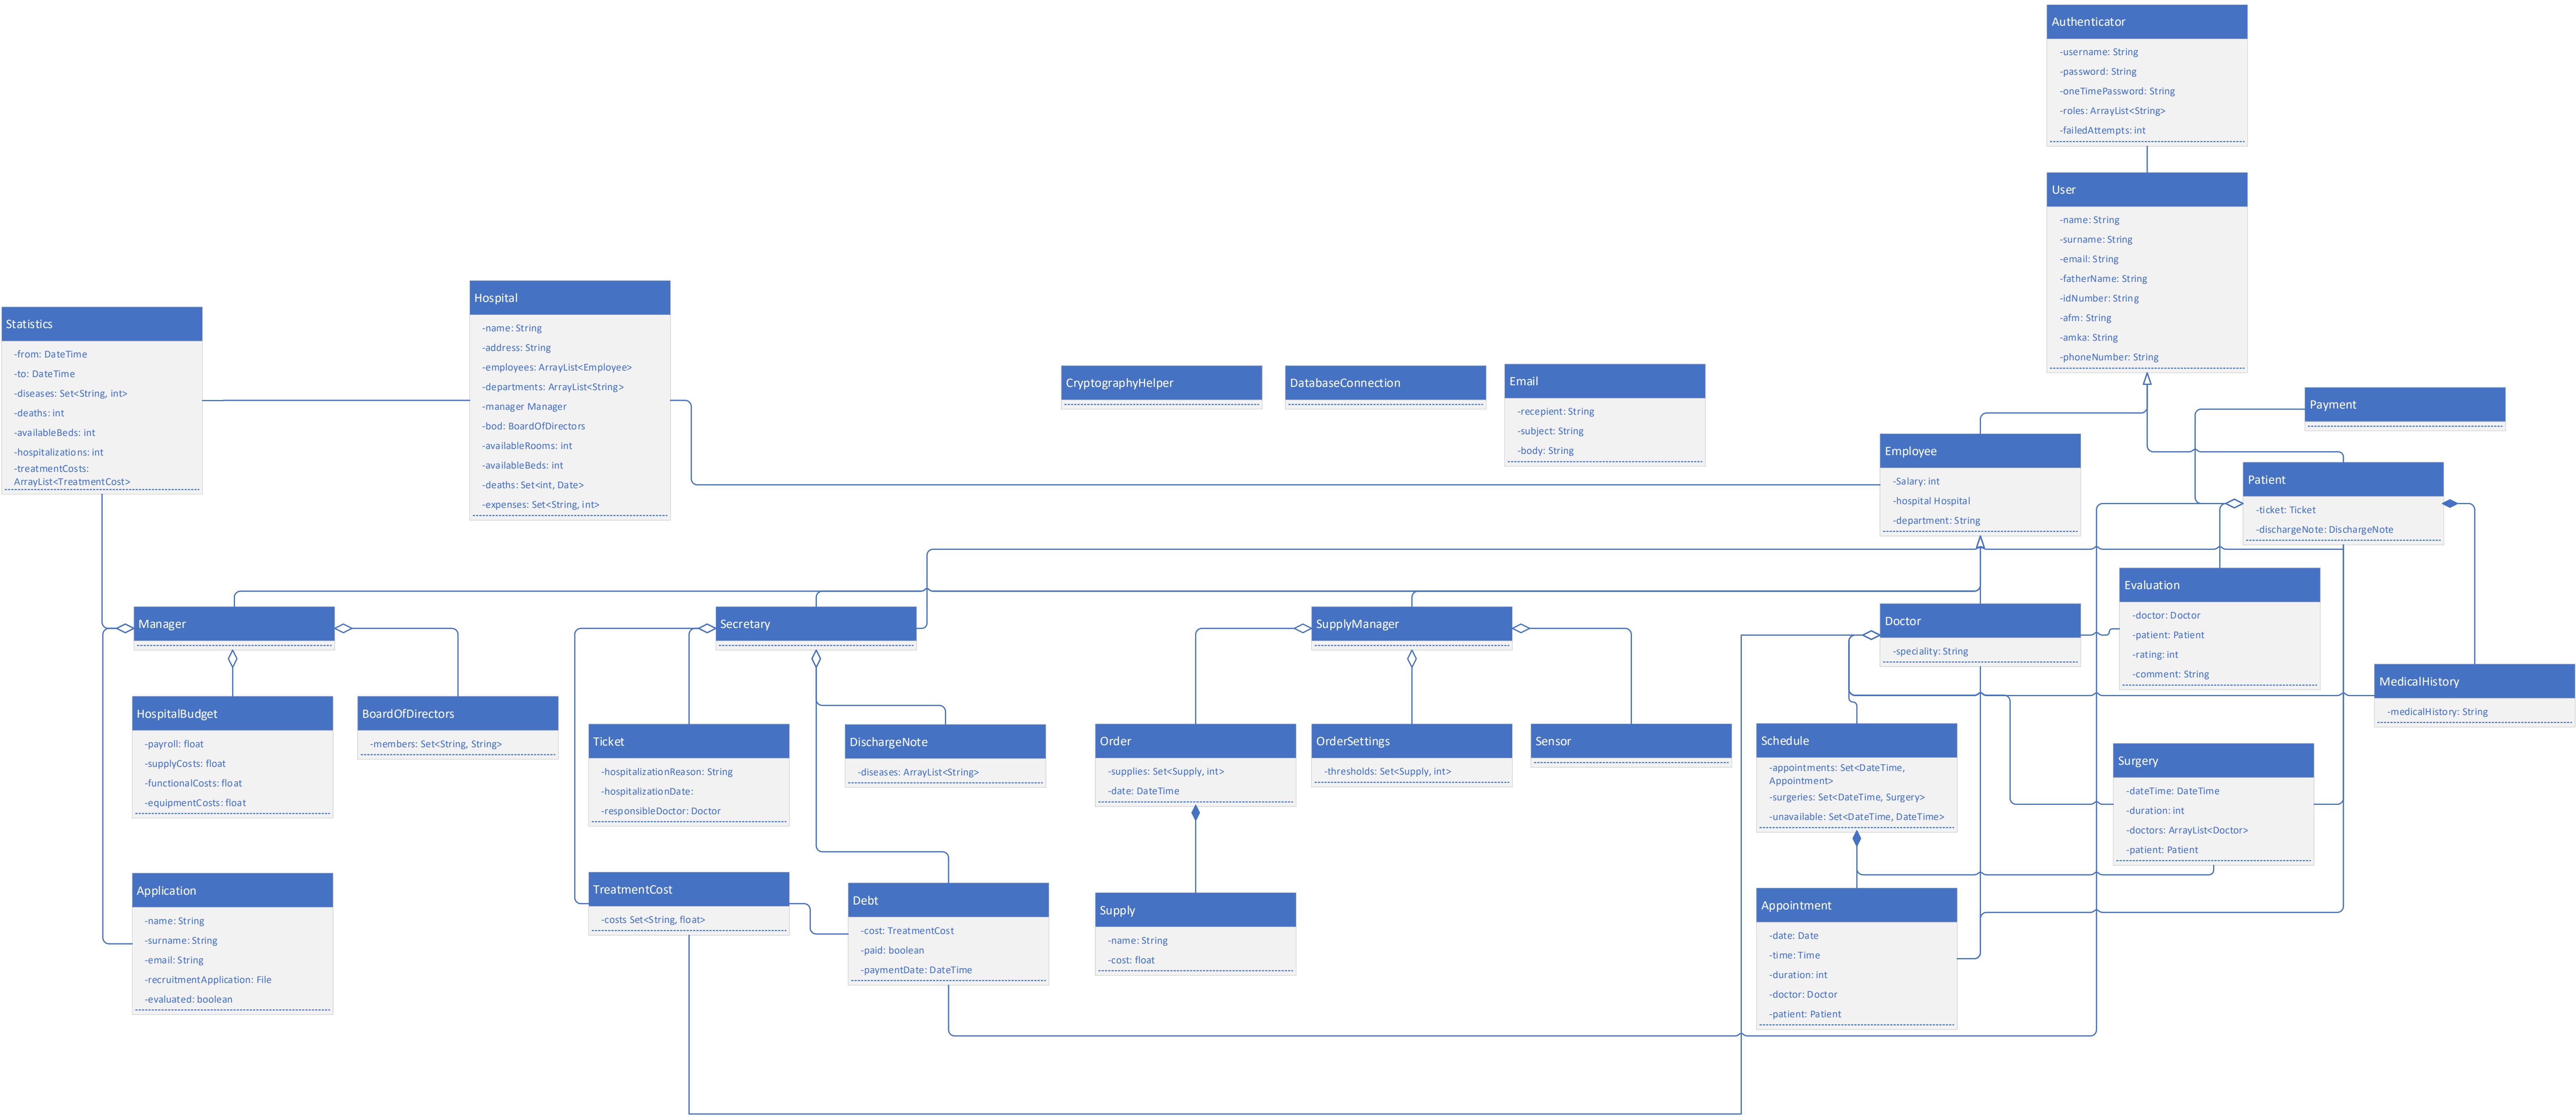 Authenticator
-username: String
-password: String
-oneTimePassword: String
-roles: ArrayList<String>
-failedAttempts: int
User
-name: String
-surname: String
-email: String
-fatherName: String
-idNumber: String
-afm: String
-amka: String
-phoneNumber: String
Statistics
-from: DateTime
-to: DateTime
-diseases: Set<String, int>
-deaths: int
-availableBeds: int
-hospitalizations: int
-treatmentCosts:
ArrayList<TreatmentCost>
Hospital
-name: String
-address: String
-employees: ArrayList<Employee>
-departments: ArrayList<String>
-manager Manager
-bod: BoardOfDirectors
-availableRooms: int
-availableBeds: int
-deaths: Set<int, Date>
-expenses: Set<String, int>
CryptographyHelper
DatabaseConnection
Email
-recepient: String
-subject: String
-body: String
Employee
-Salary: int
-hospital Hospital
-department: String
Payment
Patient
-ticket: Ticket
-dischargeNote: DischargeNote
Manager
Secretary
SupplyManager
Doctor
-speciality: String
Evaluation
-doctor: Doctor
-patient: Patient
-rating: int
-comment: String
MedicalHistory
-medicalHistory: String
HospitalBudget
-payroll: float
-supplyCosts: float
-functionalCosts: float
-equipmentCosts: float
BoardOfDirectors
-members: Set<String, String>
Ticket
-hospitalizationReason: String
-hospitalizationDate:
-responsibleDoctor: Doctor
DischargeNote
-diseases: ArrayList<String>
Order
-supplies: Set<Supply, int>
-date: DateTime
OrderSettings
-thresholds: Set<Supply, int>
Sensor
Schedule
-appointments: Set<DateTime,
Appointment>
-surgeries: Set<DateTime, Surgery>
-unavailable: Set<DateTime, DateTime>
Surgery
-dateTime: DateTime
-duration: int
-doctors: ArrayList<Doctor>
-patient: Patient
Application
-name: String
-surname: String
-email: String
-recruitmentApplication: File
-evaluated: boolean
TreatmentCost
-costs Set<String, float>
Debt
-cost: TreatmentCost
-paid: boolean
-paymentDate: DateTime
Supply
-name: String
-cost: float
Appointment
-date: Date
-time: Time
-duration: int
-doctor: Doctor
-patient: Patient